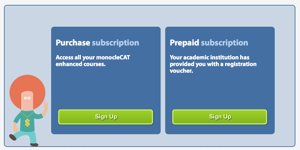 Purchase subscription
Access all your monocleCAT
enhanced courses.
Sign Up
Prepaid subscription
Your academic institution has
provided you with a registration
voucher.
Sign Up